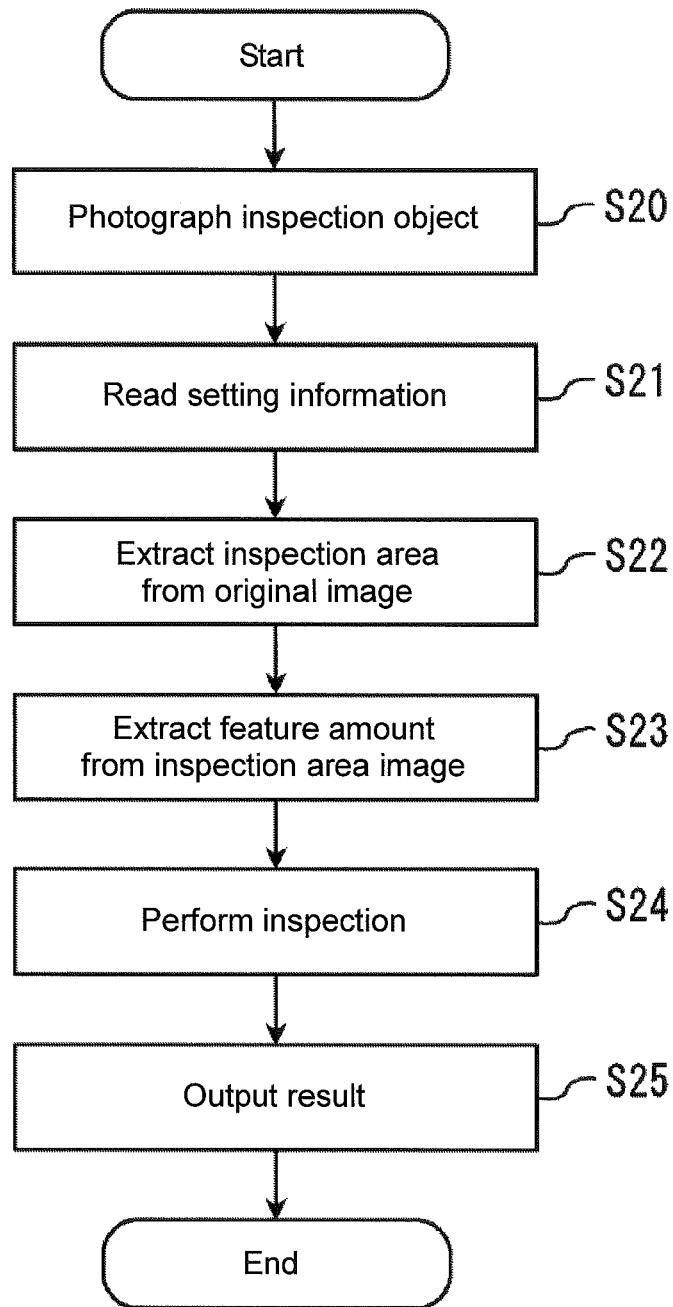 Start
Photograph inspection object
S20
Read setting information
S21
Extract inspection area
from original image
S22
Extract feature amount
from inspection area image
S23
Perform inspection
S24
Output result
S25
End